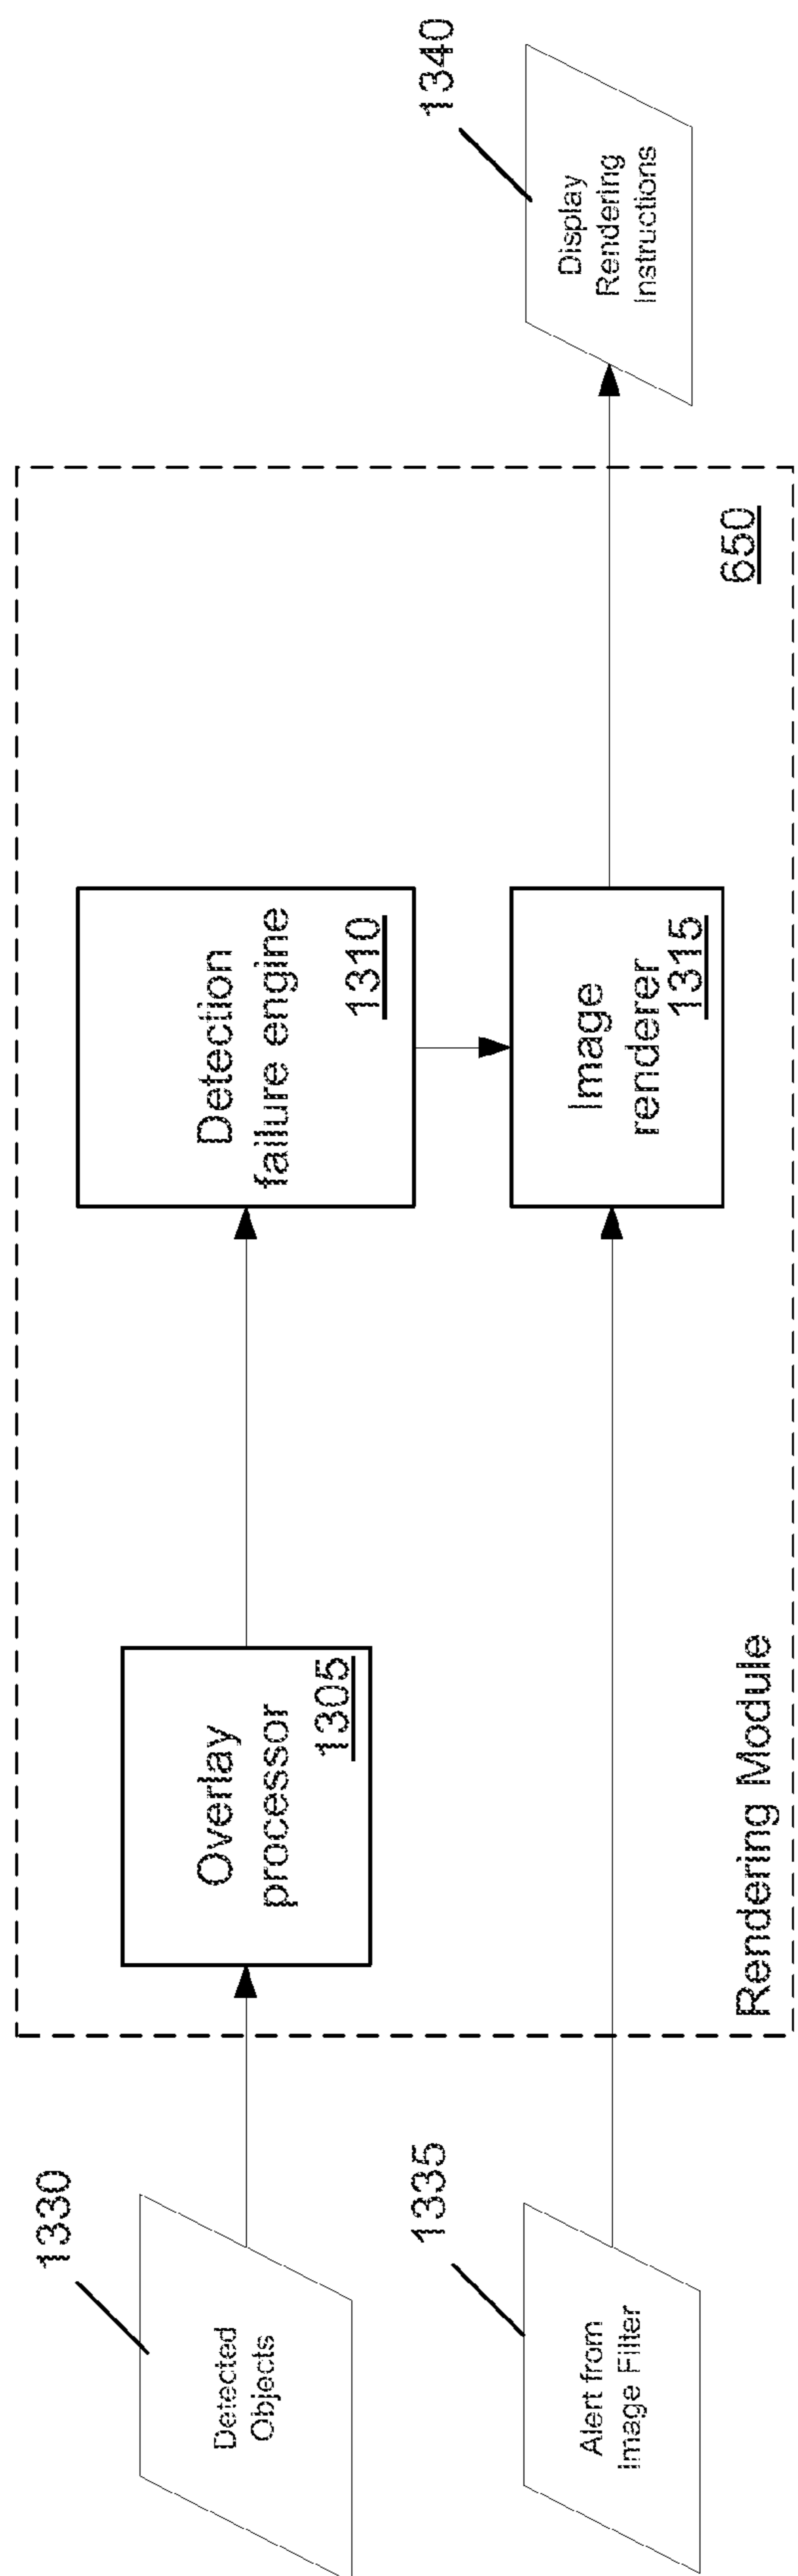 1330
Detected
Objects
1335
Alert from
Image Filter
Overlay
processor
1305
Detection
failure engine
1310
Image
renderer
1315
Rendering Module
650
1340
Display
Rendering
Instructions